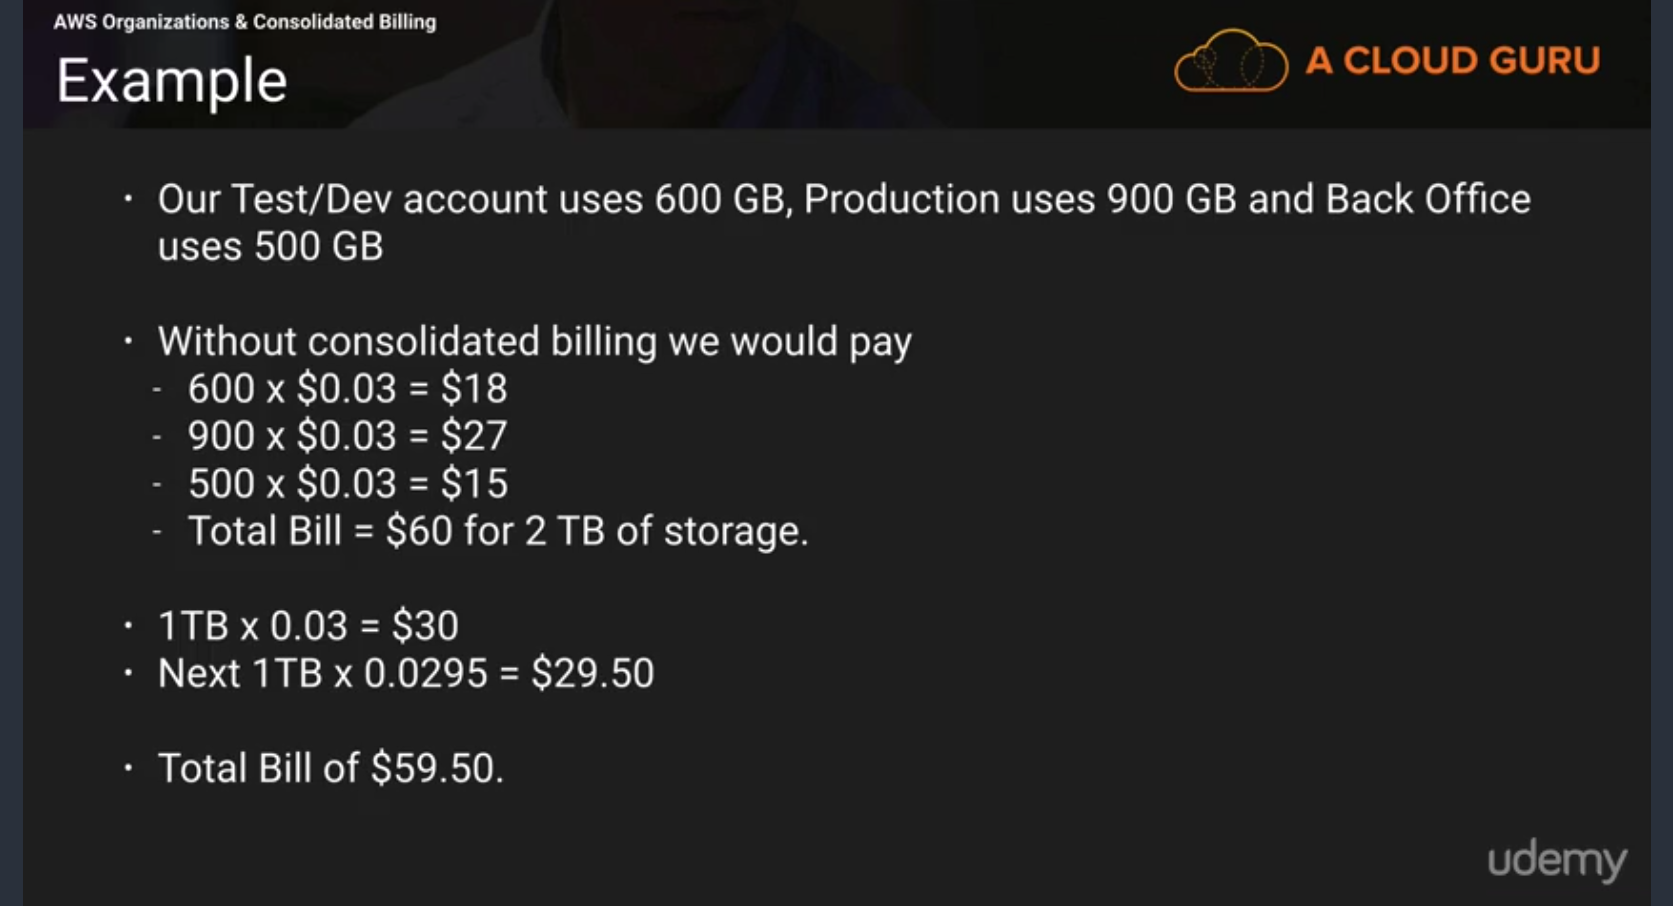 AWS Organizations & Consolidated Billing
Example
A CLOUD GURU
· Our Test/Dev account uses 600 GB, Production uses 900 GB and Back Office
uses 500 GB
· Without consolidated billing we would pay
- 600 x $0.03 = $18
- 900 x $0.03 = $27
- 500 x $0.03 = $15
- Total Bill = $60 for 2 TB of storage.
· 1TB x 0.03 = $30
· Next 1TB x 0.0295 = $29.50
· Total Bill of $59.50.
udemy